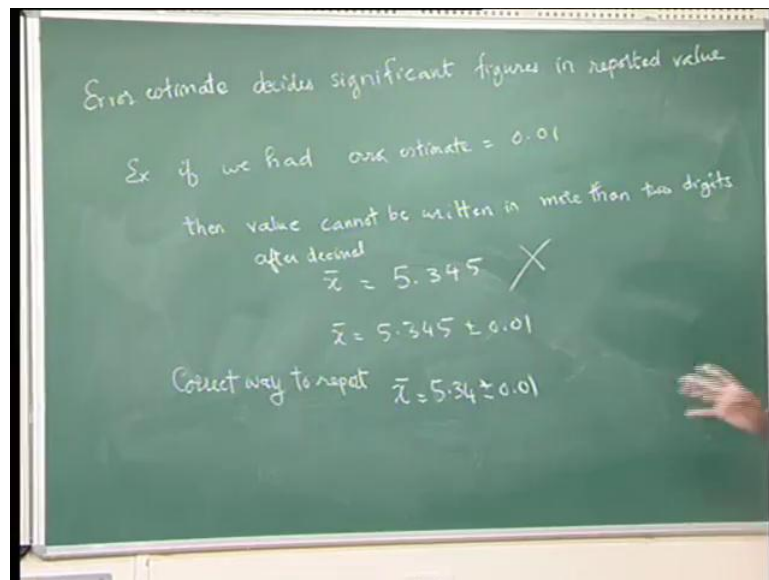 Error estimate decides significant figures in reported value
Ex if we had error estimate = 0.01
then value cannot be written in more than two digits
after decimal
x̄ = 5.345 X
x̄ = 5.345 ± 0.01
Correct way to report x̄ = 5.34 ± 0.01